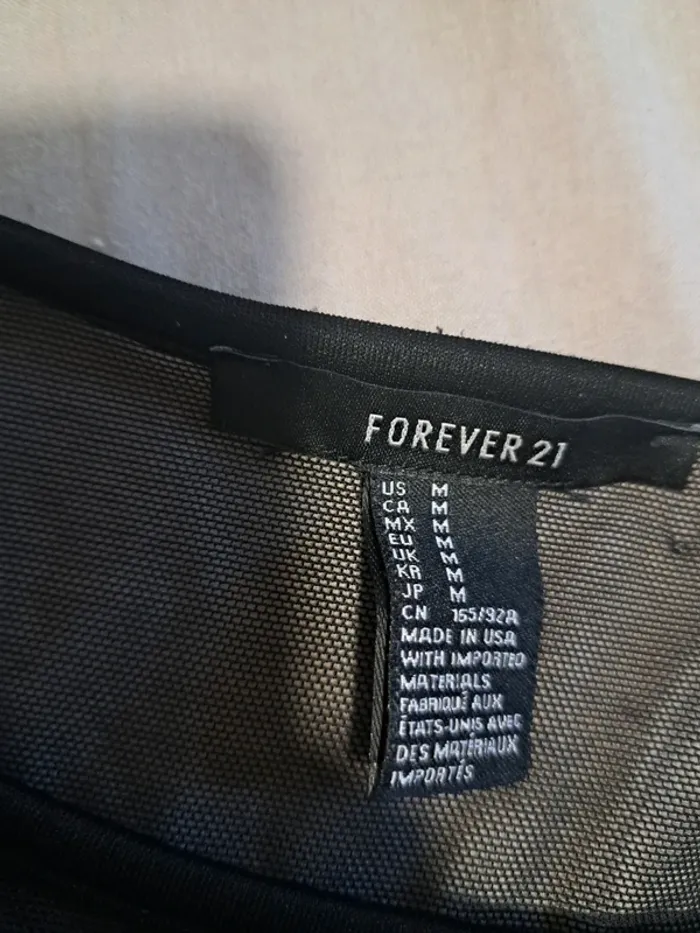 FOREVER 21
US M
CA M
MX M
EU M
UK M
KR M
JP M
CN 165/92A
MADE IN USA
WITH IMPORTED
MATERIALS
FABRIQUÉ AUX
ÉTATS-UNIS AVEC
DES MATÉRIAUX
IMPORTÉS